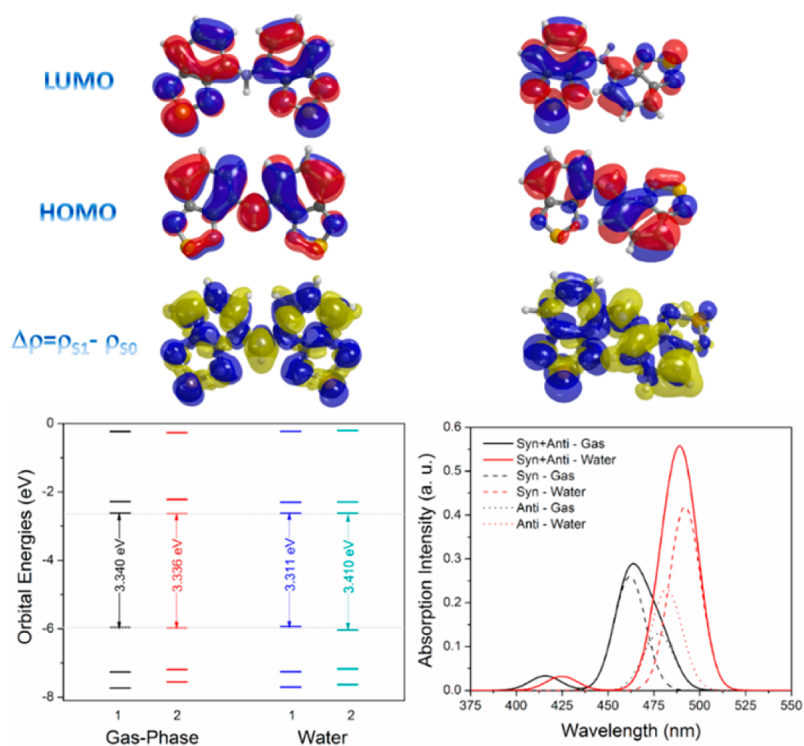 LUMO
HOMO
Δρ=ρS1- ρS0
0
-2
-4
-6
-8
Orbital Energies (eV)
3.340 eV
3.336 eV
3.311 eV
3.410 eV
1
2
1
2
Gas-Phase
Water
0.6
0.5
0.4
0.3
0.2
0.1
0.0
Absorption Intensity (a. u.)
Syn+Anti - Gas
Syn+Anti - Water
Syn - Gas
Syn - Water
Anti - Gas
Anti - Water
375 400 425 450 475 500 525 550
Wavelength (nm)